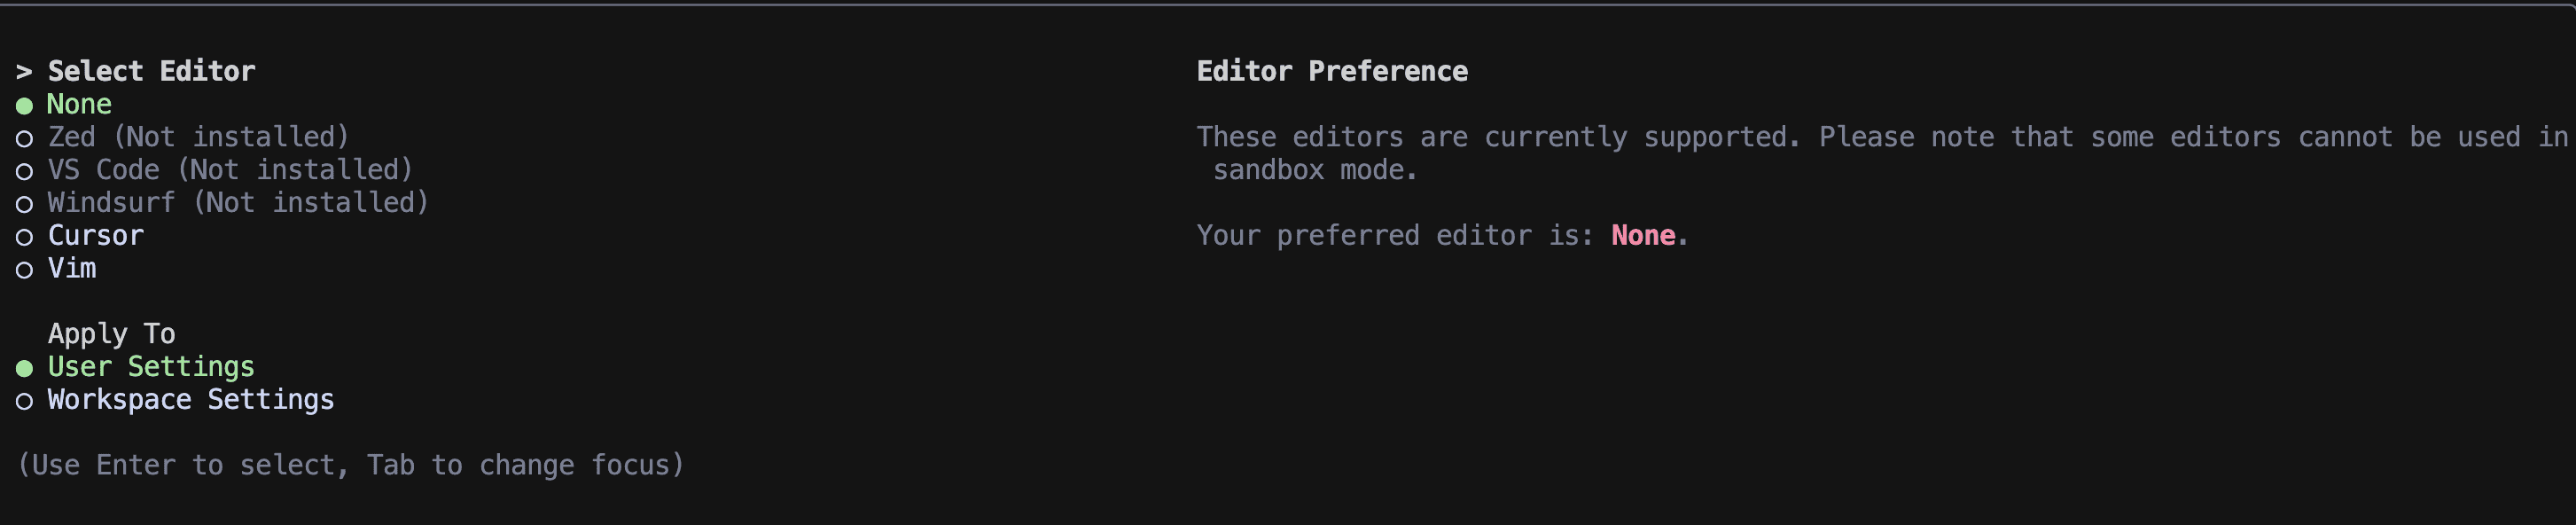 > Select Editor
● None
○ Zed (Not installed)
○ VS Code (Not installed)
○ Windsurf (Not installed)
○ Cursor
○ Vim
Apply To
● User Settings
○ Workspace Settings
(Use Enter to select, Tab to change focus)
Editor Preference
These editors are currently supported. Please note that some editors cannot be used in
sandbox mode.
Your preferred editor is: None.